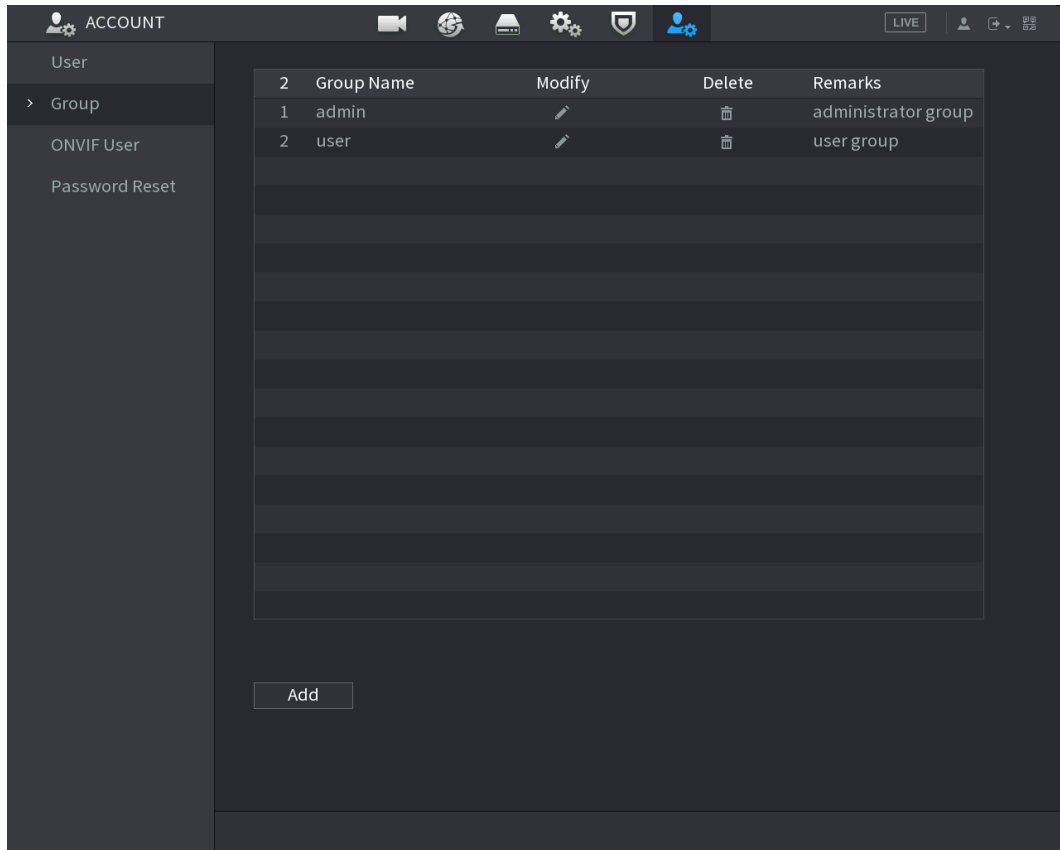 ACCOUNT LIVE
User
Group
ONVIF User
Password Reset
2 Group Name Modify Delete Remarks
1 admin administrator group
2 user user group
Add